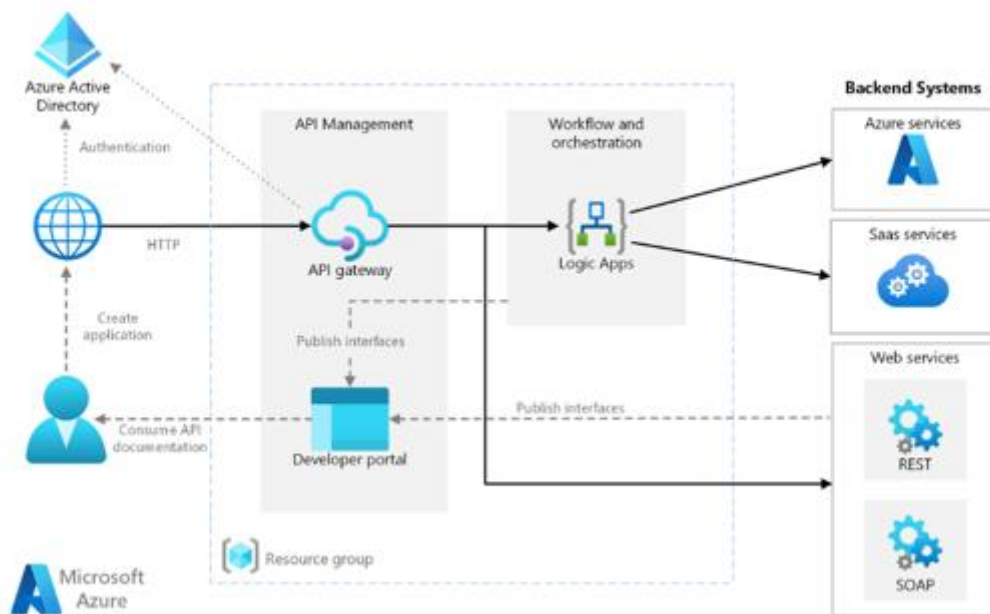 Azure Active
Directory
Authentication
HTTP
Create
application
Consume API
documentation
API Management
API gateway
Publish interfaces
Developer portal
Workflow and
orchestration
Logic Apps
Publish interfaces
Resource group
Backend Systems
Azure services
Saas services
Web services
REST
SOAP
Microsoft
Azure